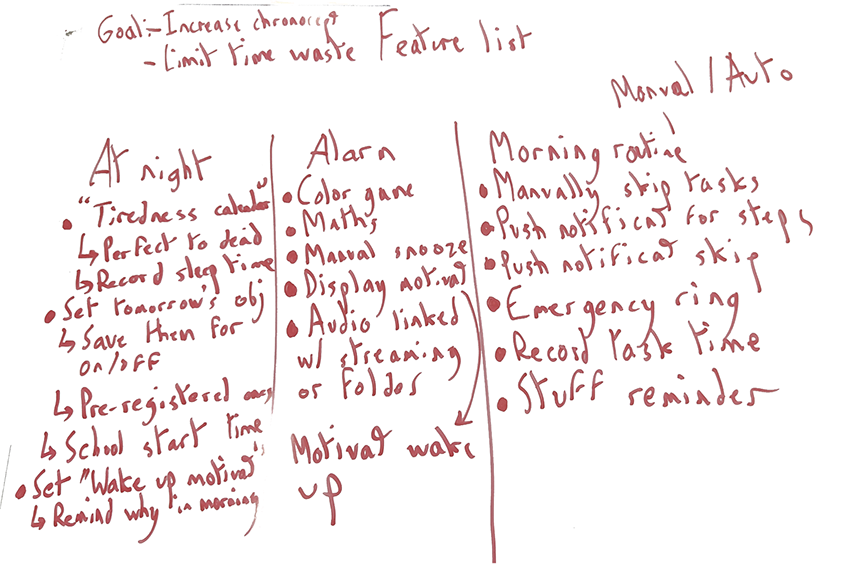 Goal:- Increase chronocept
- Limit time waste
Feature list
Manual / Auto
At night
• "Tiredness calculator"
↳ Perfect to dead
↳ Record sleep time
• Set tomorrow's obj
↳ Save them for
on/off
↳ Pre-registered ones
↳ School start time
• Set "Wake up motivat"
↳ Remind why in morning
Alarm
• Color game
• Maths
• Manual snooze
• Display motivat
• Audio linked
w/ streaming
or folder
Motivat wake
up
Morning routine
• Manually skip tasks
• Push notificat for steps
• Push notificat skip
• Emergency ring
• Record task time
• Stuff reminder